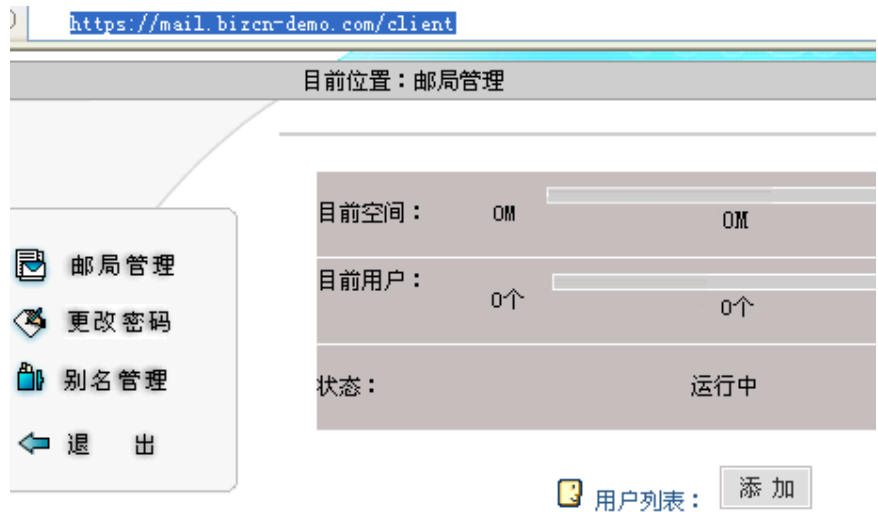 https://mail.bizcn-demo.com/client
目前位置：邮局管理
目前空间： 0M 0M
邮局管理
目前用户： 0个 0个
更改密码
别名管理
状态： 运行中
退 出
用户列表： 添 加